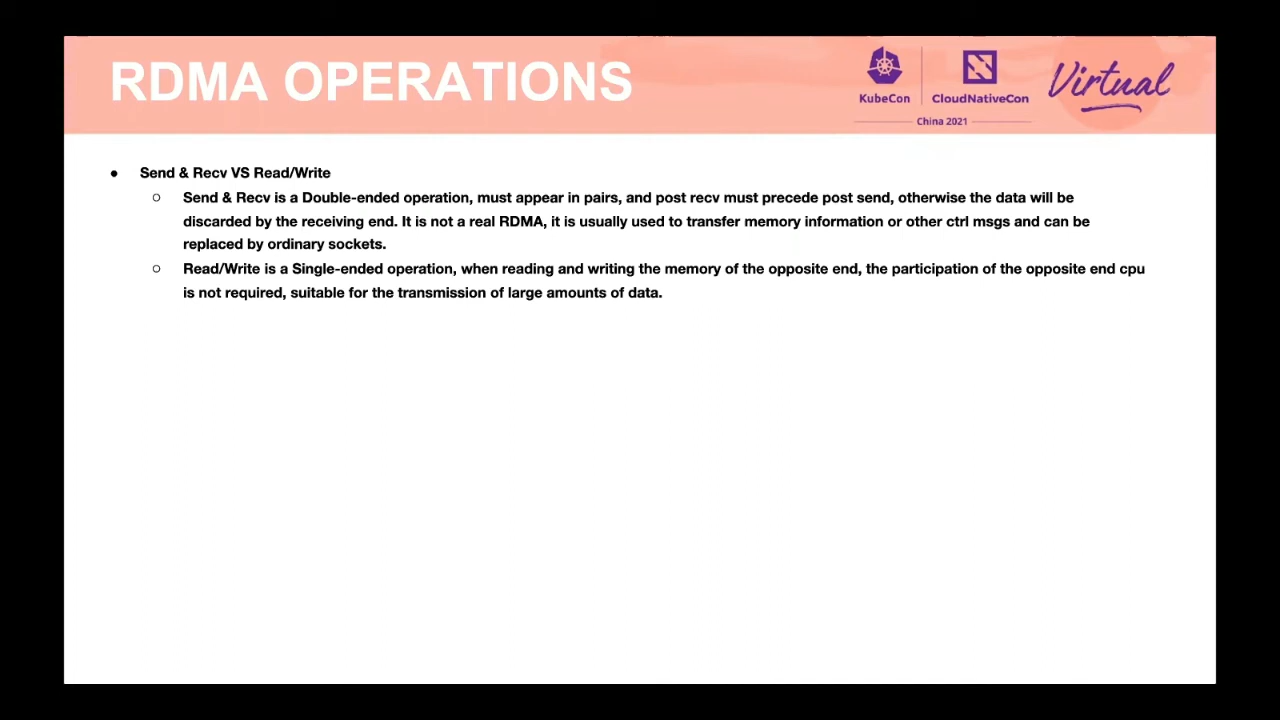 RDMA OPERATIONS
KubeCon
CloudNativeCon
China 2021
Virtual
● Send & Recv VS Read/Write
○ Send & Recv is a Double-ended operation, must appear in pairs, and post recv must precede post send, otherwise the data will be
discarded by the receiving end. It is not a real RDMA, it is usually used to transfer memory information or other ctrl msgs and can be
replaced by ordinary sockets.
○ Read/Write is a Single-ended operation, when reading and writing the memory of the opposite end, the participation of the opposite end cpu
is not required, suitable for the transmission of large amounts of data.